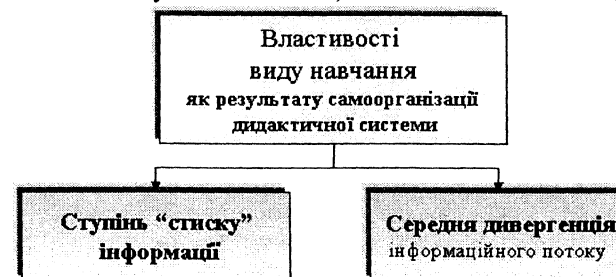 Властивості
виду навчання
як результату самоорганізації
дидактичної системи
Ступінь “стиску”
інформації
Середня дивергенція
інформаційного потоку